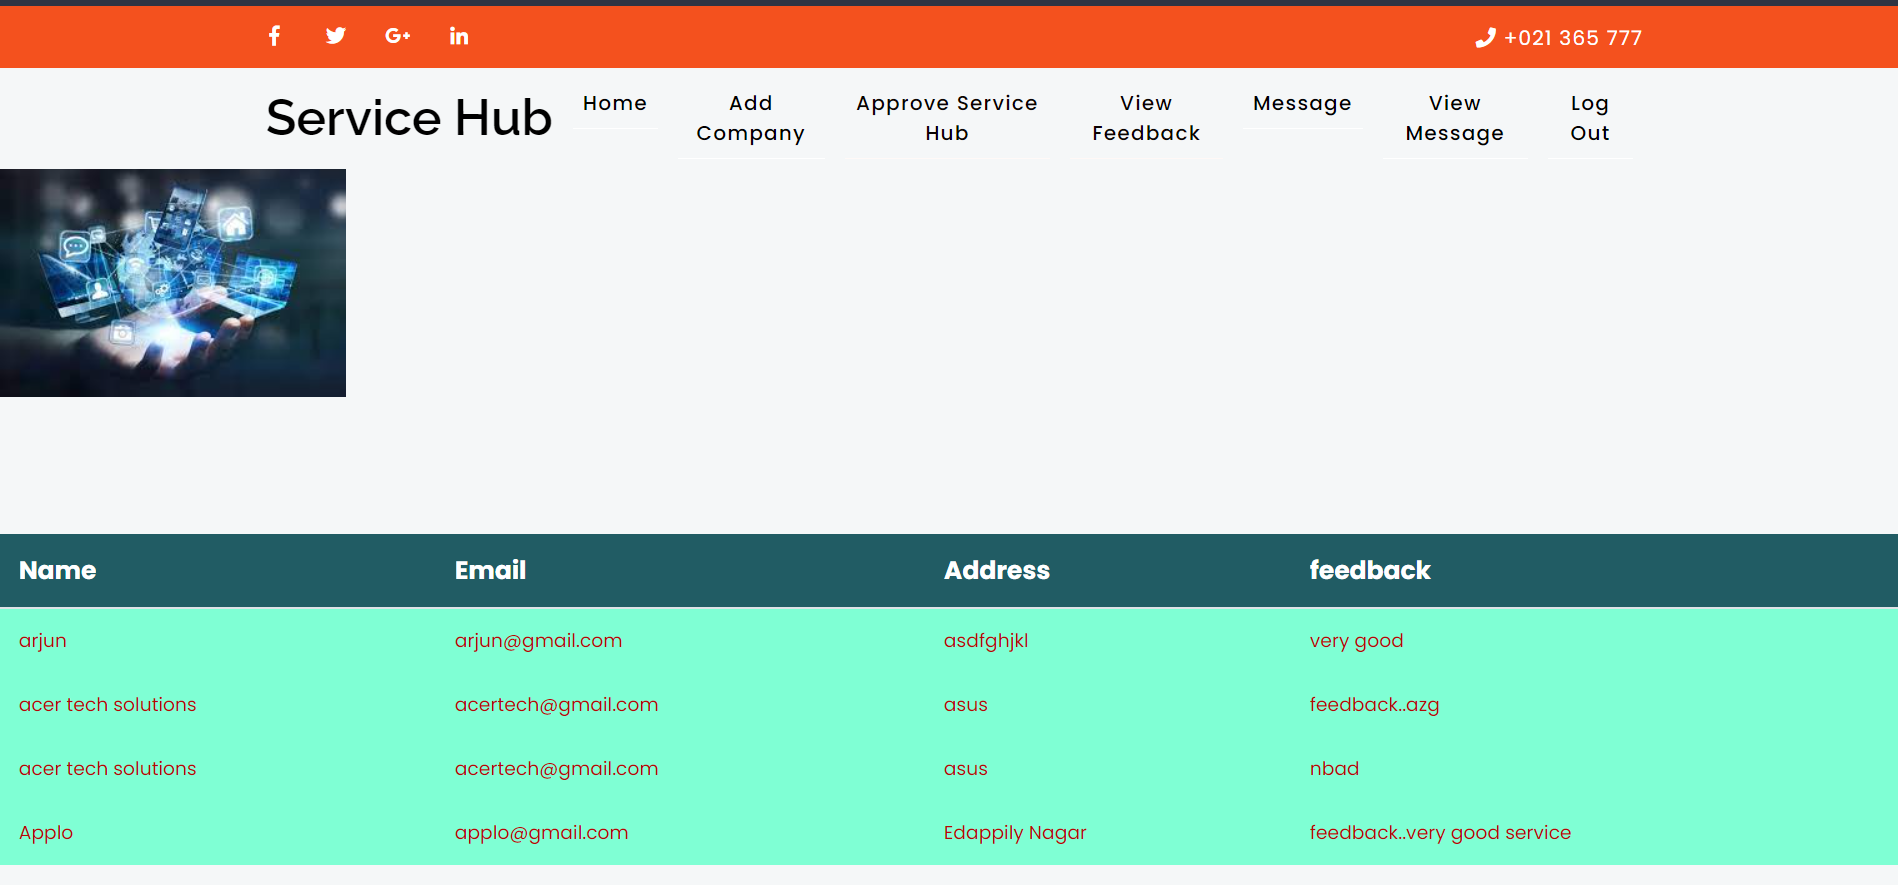 +021 365 777
Service Hub
Home
Add
Company
Approve Service
Hub
View
Feedback
Message
View
Message
Log
Out
Name Email Address feedback
arjun arjun@gmail.com asdfghjkl very good
acer tech solutions acertech@gmail.com asus feedback..azg
acer tech solutions acertech@gmail.com asus nbad
Applo applo@gmail.com Edappily Nagar feedback..very good service